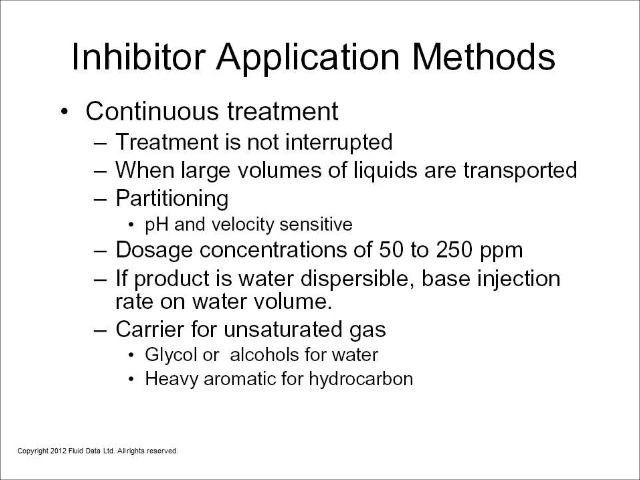 Inhibitor Application Methods
• Continuous treatment
– Treatment is not interrupted
– When large volumes of liquids are transported
– Partitioning
• pH and velocity sensitive
– Dosage concentrations of 50 to 250 ppm
– If product is water dispersible, base injection
rate on water volume.
– Carrier for unsaturated gas
• Glycol or  alcohols for water
• Heavy aromatic for hydrocarbon
Copyright 2012 Fluid Data Ltd. All rights reserved.